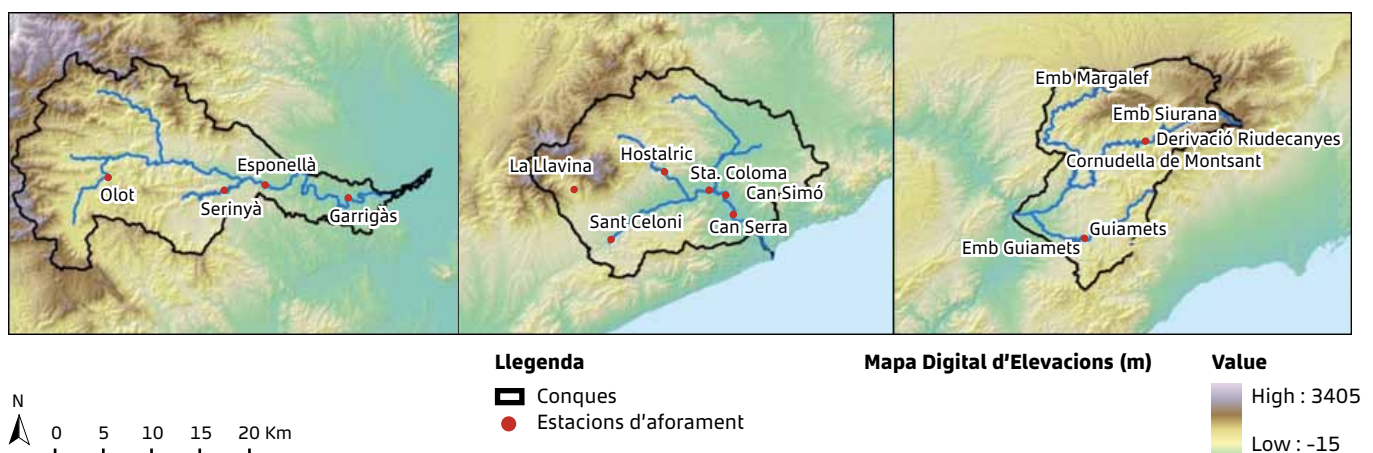 Olot
Serinyà
Esponellà
Garrigàs
La Llavina
Hostalric
Sta. Coloma
Can Simó
Sant Celoni
Can Serra
Emb Margalef
Emb Siurana
Derivació Riudecanyes
Cornudella de Montsant
Guiamets
Emb Guiamets
N
0 5 10 15 20 Km
Llegenda
Conques
Estacions d'aforament
Mapa Digital d'Elevacions (m)
Value
High : 3405
Low : -15